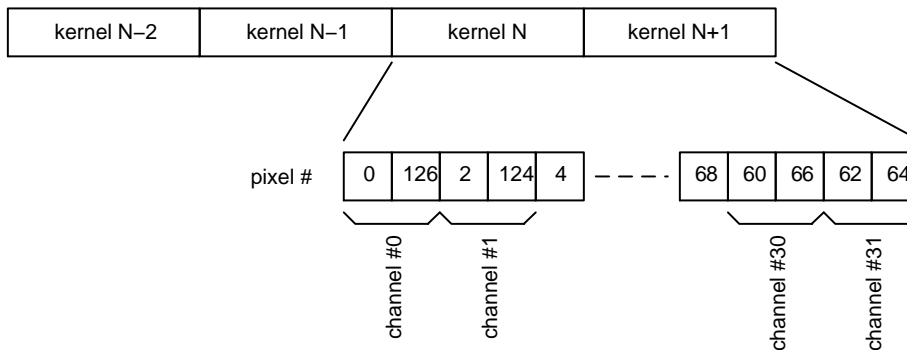 kernel N−2 kernel N−1 kernel N kernel N+1
pixel # 0 126 2 124 4 68 60 66 62 64
channel #0
channel #1
channel #30
channel #31